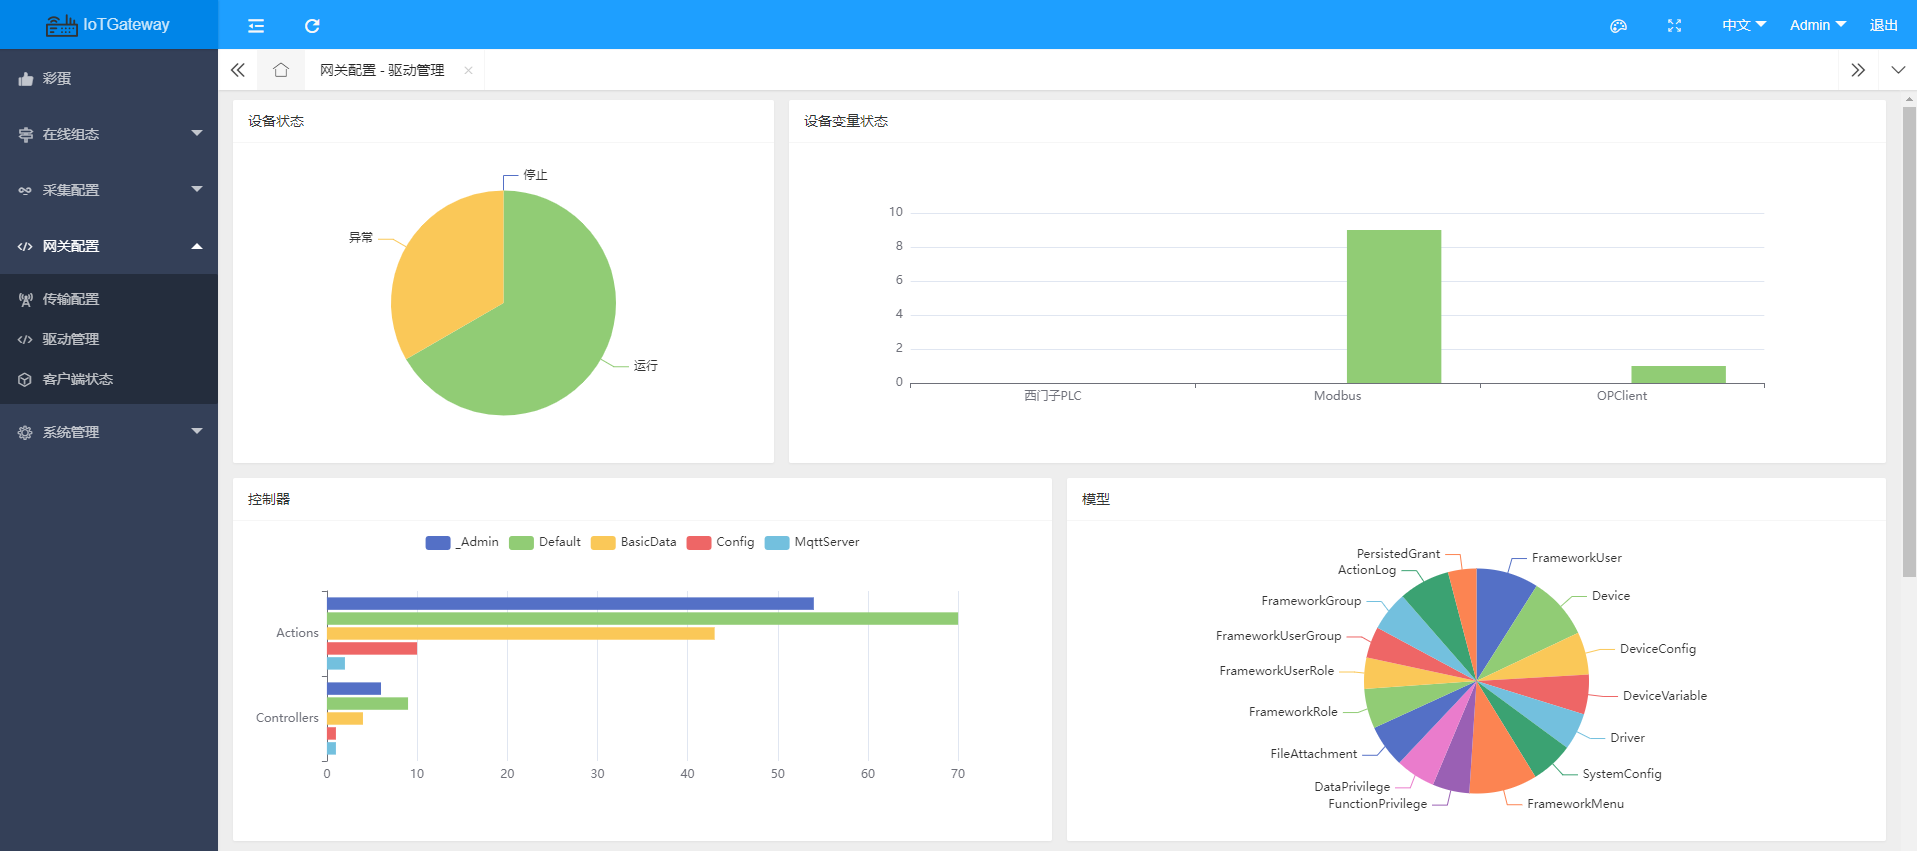 IoTGateway
中文
Admin
退出
彩蛋
在线组态
采集配置
网关配置
传输配置
驱动管理
客户端状态
系统管理
网关配置 - 驱动管理
设备状态
停止
异常
运行
设备变量状态
10
8
6
4
2
0
西门子PLC
Modbus
OPClient
控制器
_Admin
Default
BasicData
Config
MqttServer
Actions
Controllers
0
10
20
30
40
50
60
70
模型
PersistedGrant
FrameworkUser
ActionLog
Device
FrameworkGroup
FrameworkUserGroup
DeviceConfig
FrameworkUserRole
DeviceVariable
FrameworkRole
Driver
FileAttachment
SystemConfig
DataPrivilege
FunctionPrivilege
FrameworkMenu